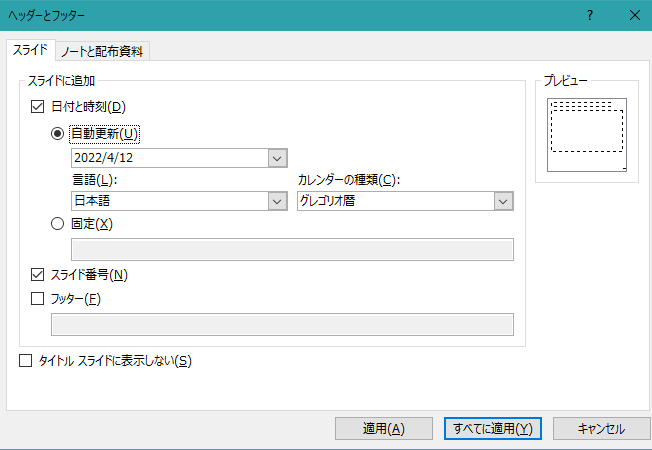 ヘッダーとフッター ?
スライド ノートと配布資料
スライドに追加 プレビュー
日付と時刻(D)
自動更新(U)
2022/4/12
言語(L): カレンダーの種類(C):
日本語 グレゴリオ暦
固定(X)
スライド番号(N)
フッター(F)
タイトル スライドに表示しない(S)
適用(A) すべてに適用(Y) キャンセル